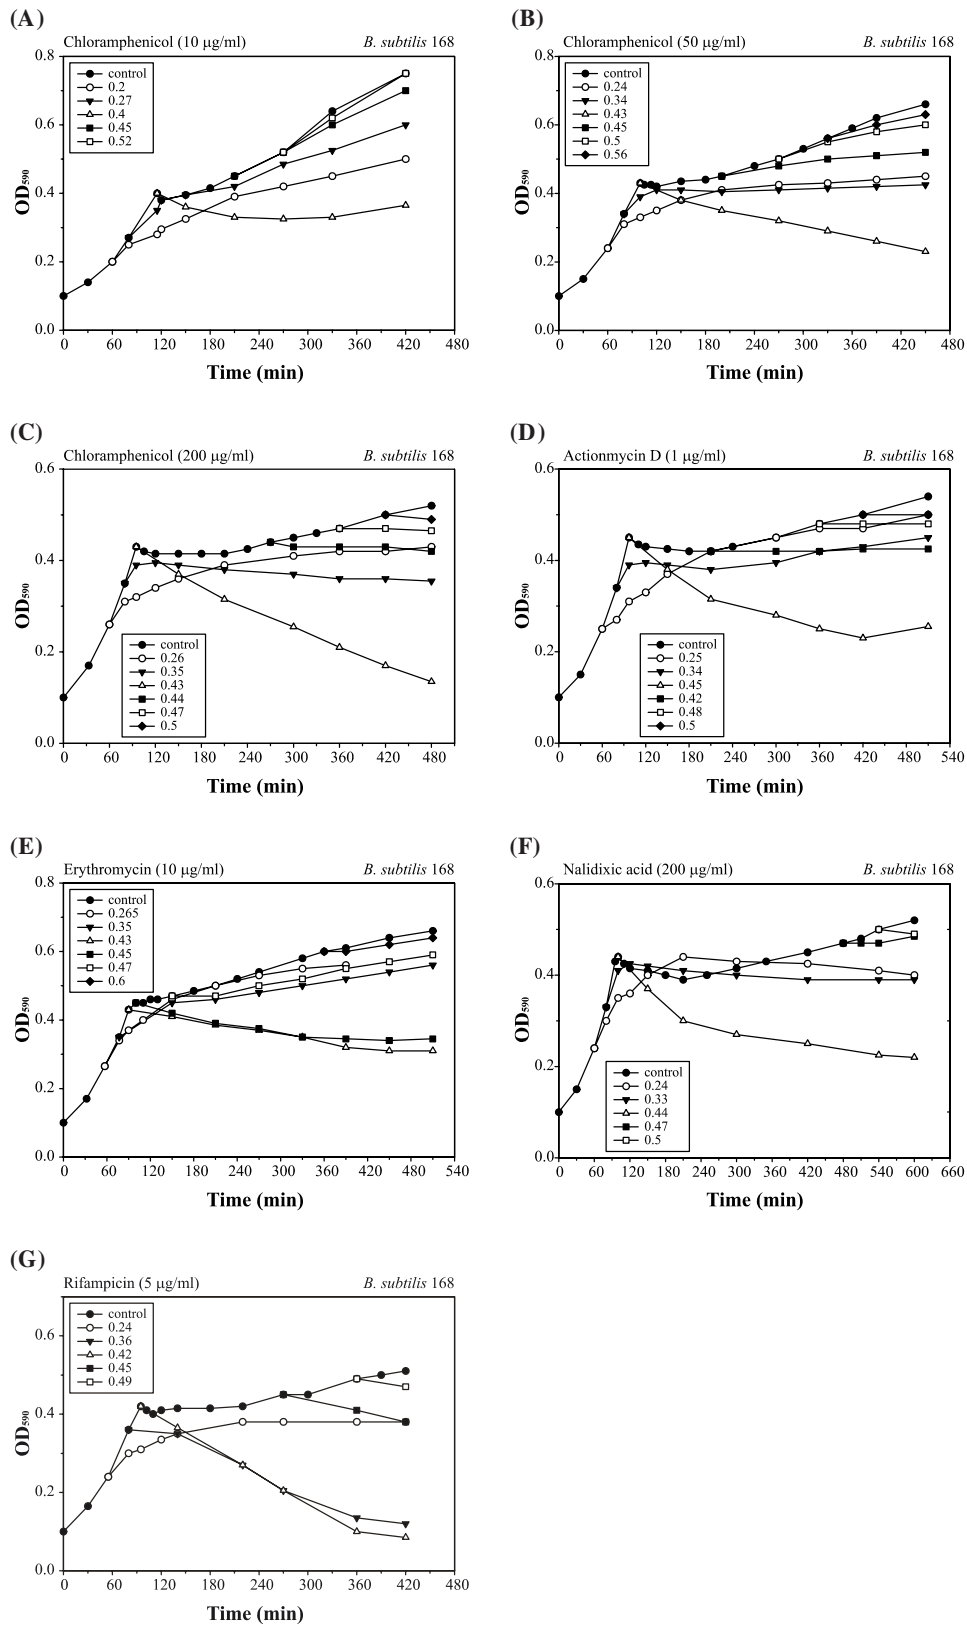 (A)
Chloramphenicol (10 μg/ml) B. subtilis 168
0.8
control
0.2
0.27
0.4
0.45
0.52
0.6
0.4
0.2
0.0
OD590
0 60 120 180 240 300 360 420 480
Time (min)
(B)
Chloramphenicol (50 μg/ml) B. subtilis 168
0.8
control
0.24
0.34
0.43
0.45
0.5
0.56
0.6
0.4
0.2
0.0
OD590
0 60 120 180 240 300 360 420 480
Time (min)
(C)
Chloramphenicol (200 μg/ml) B. subtilis 168
0.6
0.4
0.2
0.0
OD590
control
0.26
0.35
0.43
0.44
0.47
0.5
0 60 120 180 240 300 360 420 480
Time (min)
(D)
Actionmycin D (1 μg/ml) B. subtilis 168
0.6
0.4
0.2
0.0
OD590
control
0.25
0.34
0.45
0.42
0.48
0.5
0 60 120 180 240 300 360 420 480 540
Time (min)
(E)
Erythromycin (10 μg/ml) B. subtilis 168
0.8
control
0.265
0.35
0.43
0.45
0.47
0.6
0.6
0.4
0.2
0.0
OD590
0 60 120 180 240 300 360 420 480 540
Time (min)
(F)
Nalidixic acid (200 μg/ml) B. subtilis 168
0.6
0.4
0.2
0.0
OD590
control
0.24
0.33
0.44
0.47
0.5
0 60 120 180 240 300 360 420 480 540 600 660
Time (min)
(G)
Rifampicin (5 μg/ml) B. subtilis 168
control
0.24
0.36
0.42
0.45
0.49
0.6
0.4
0.2
0.0
OD590
0 60 120 180 240 300 360 420 480
Time (min)